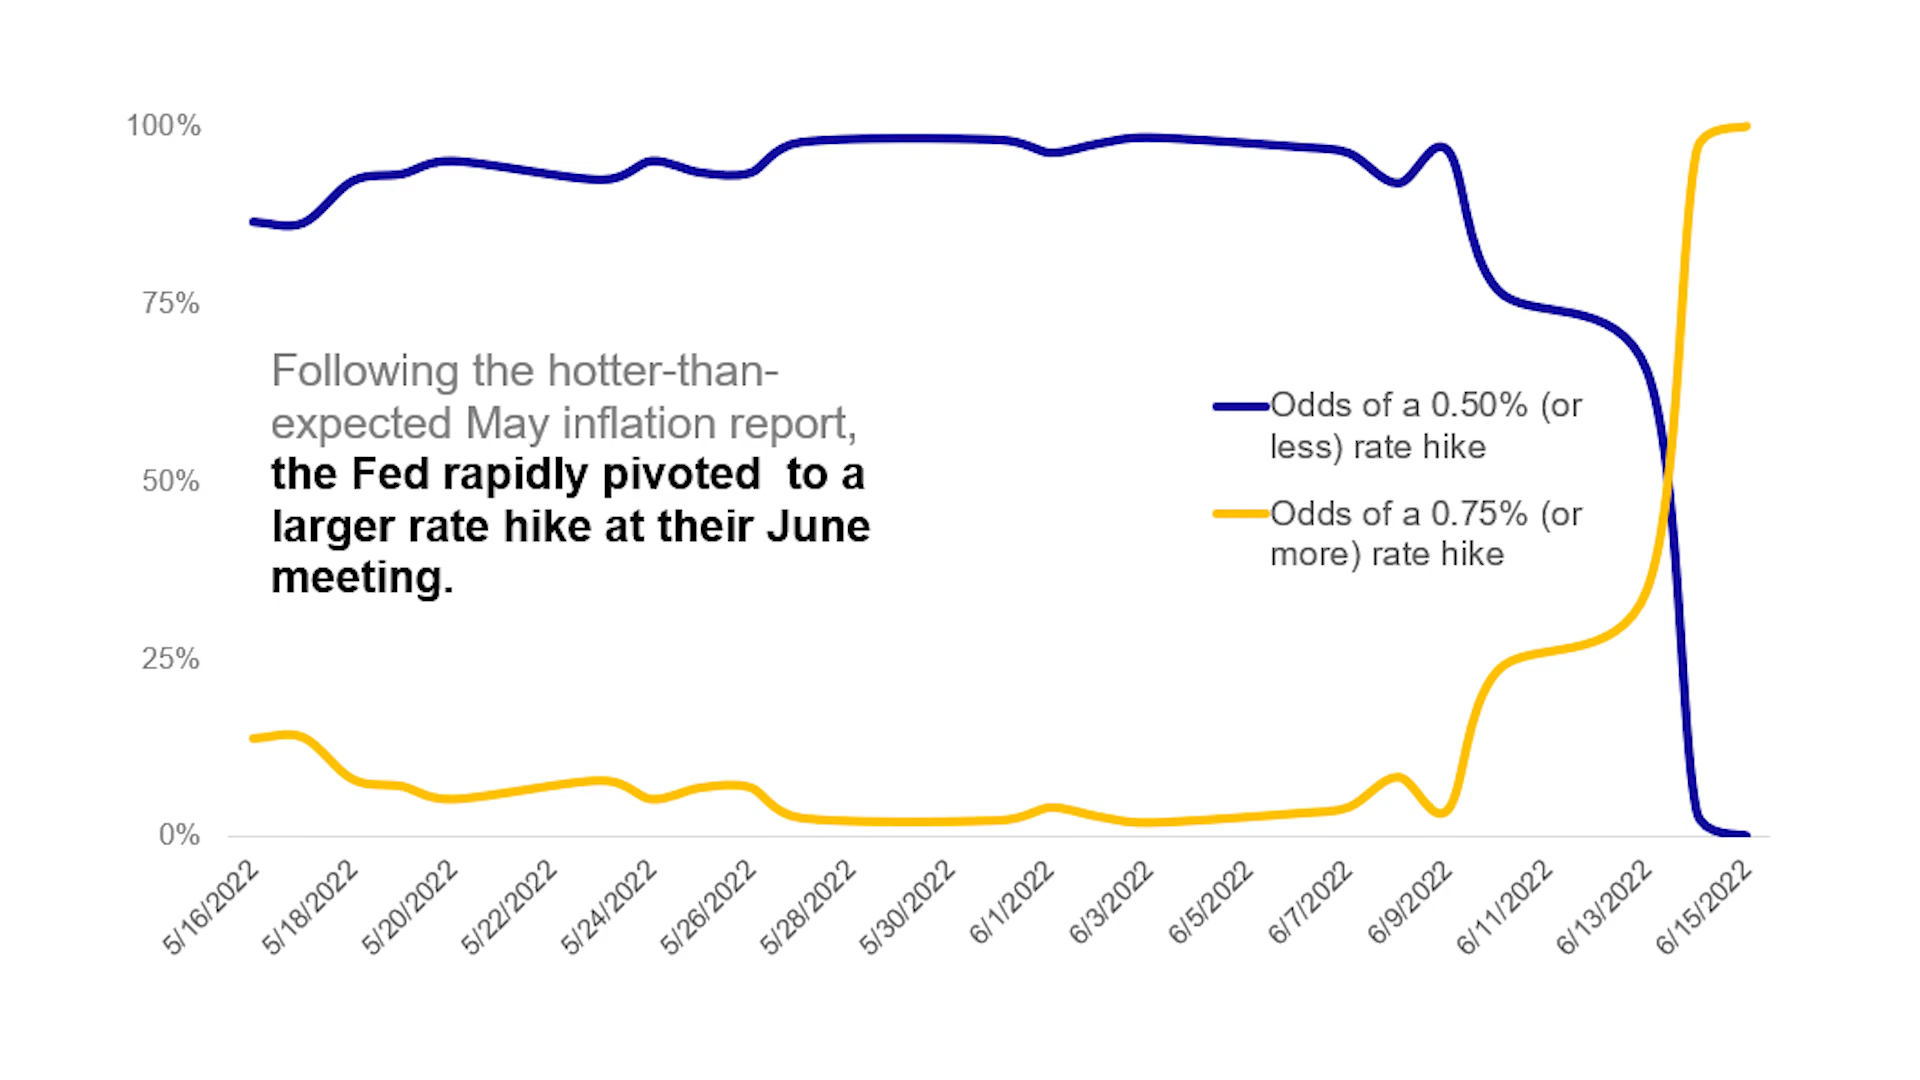 100%
75%
50%
25%
0%
Following the hotter-than-
expected May inflation report,
the Fed rapidly pivoted  to a
larger rate hike at their June
meeting.
Odds of a 0.50% (or
less) rate hike
Odds of a 0.75% (or
more) rate hike
5/16/2022
5/18/2022
5/20/2022
5/22/2022
5/24/2022
5/26/2022
5/28/2022
5/30/2022
6/1/2022
6/3/2022
6/5/2022
6/7/2022
6/9/2022
6/11/2022
6/13/2022
6/15/2022